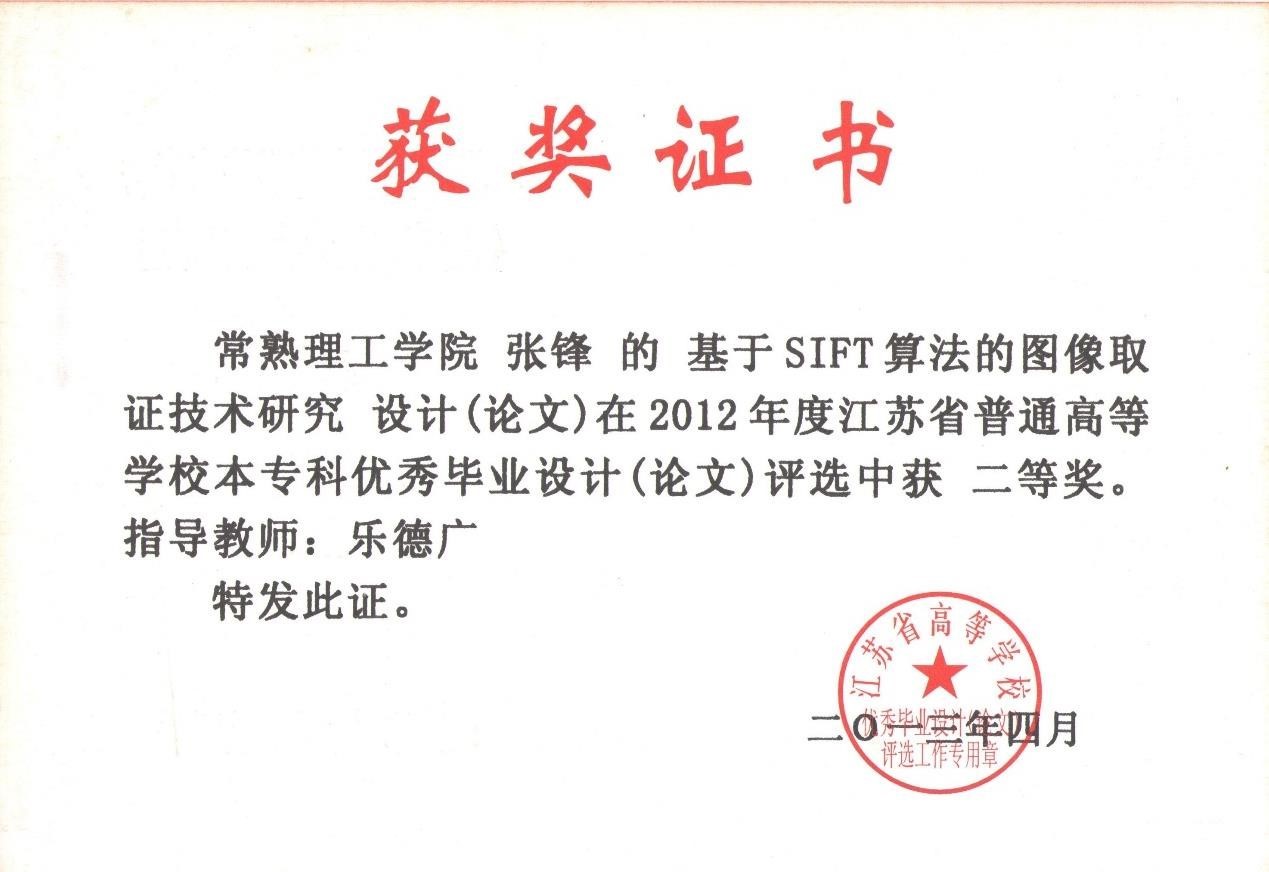 获奖证书
常熟理工学院 张锋 的 基于SIFT算法的图像取
证技术研究 设计(论文)在2012年度江苏省普通高等
学校本专科优秀毕业设计(论文)评选中获 二等奖。
指导教师：乐德广
特发此证。
江苏省高等学校
优秀毕业设计(论文)
评选工作专用章
二〇一三年四月